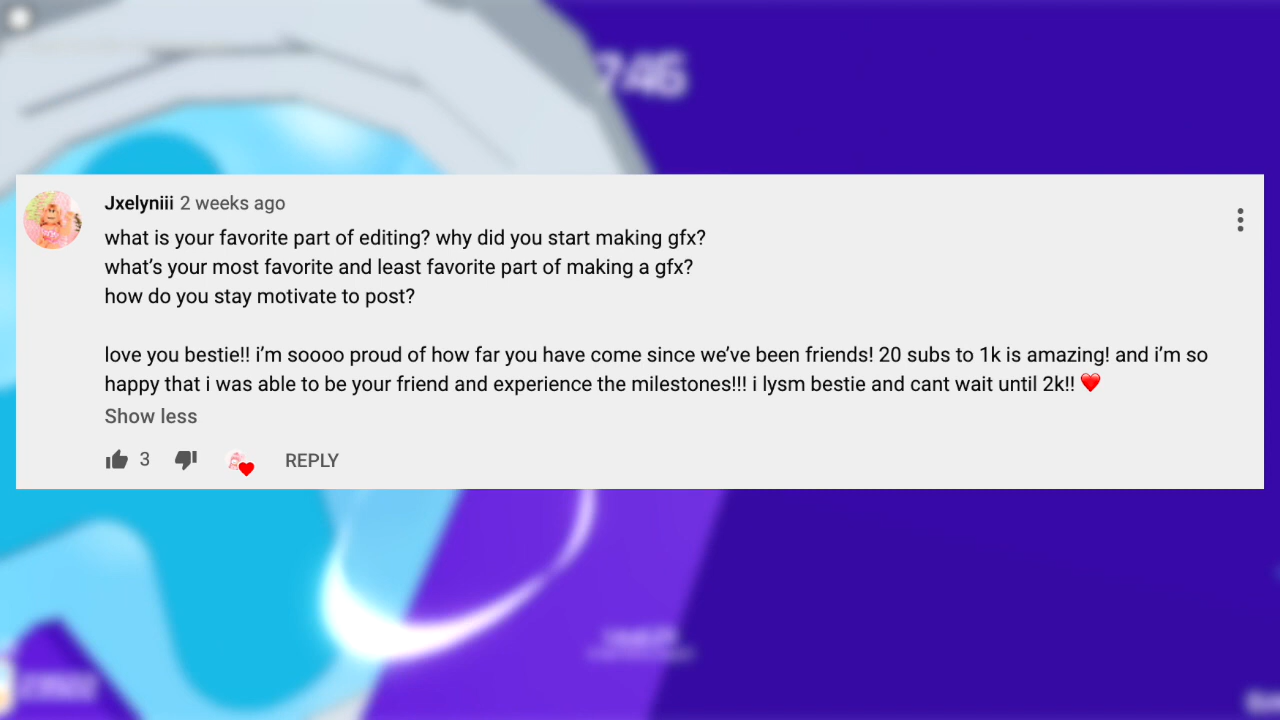 746
Jxelyniii 2 weeks ago
what is your favorite part of editing? why did you start making gfx?
what's your most favorite and least favorite part of making a gfx?
how do you stay motivate to post?
love you bestie!! i'm soooo proud of how far you have come since we've been friends! 20 subs to 1k is amazing! and i'm so
happy that i was able to be your friend and experience the milestones!!! i lysm bestie and cant wait until 2k!! ❤️
Show less
3
REPLY